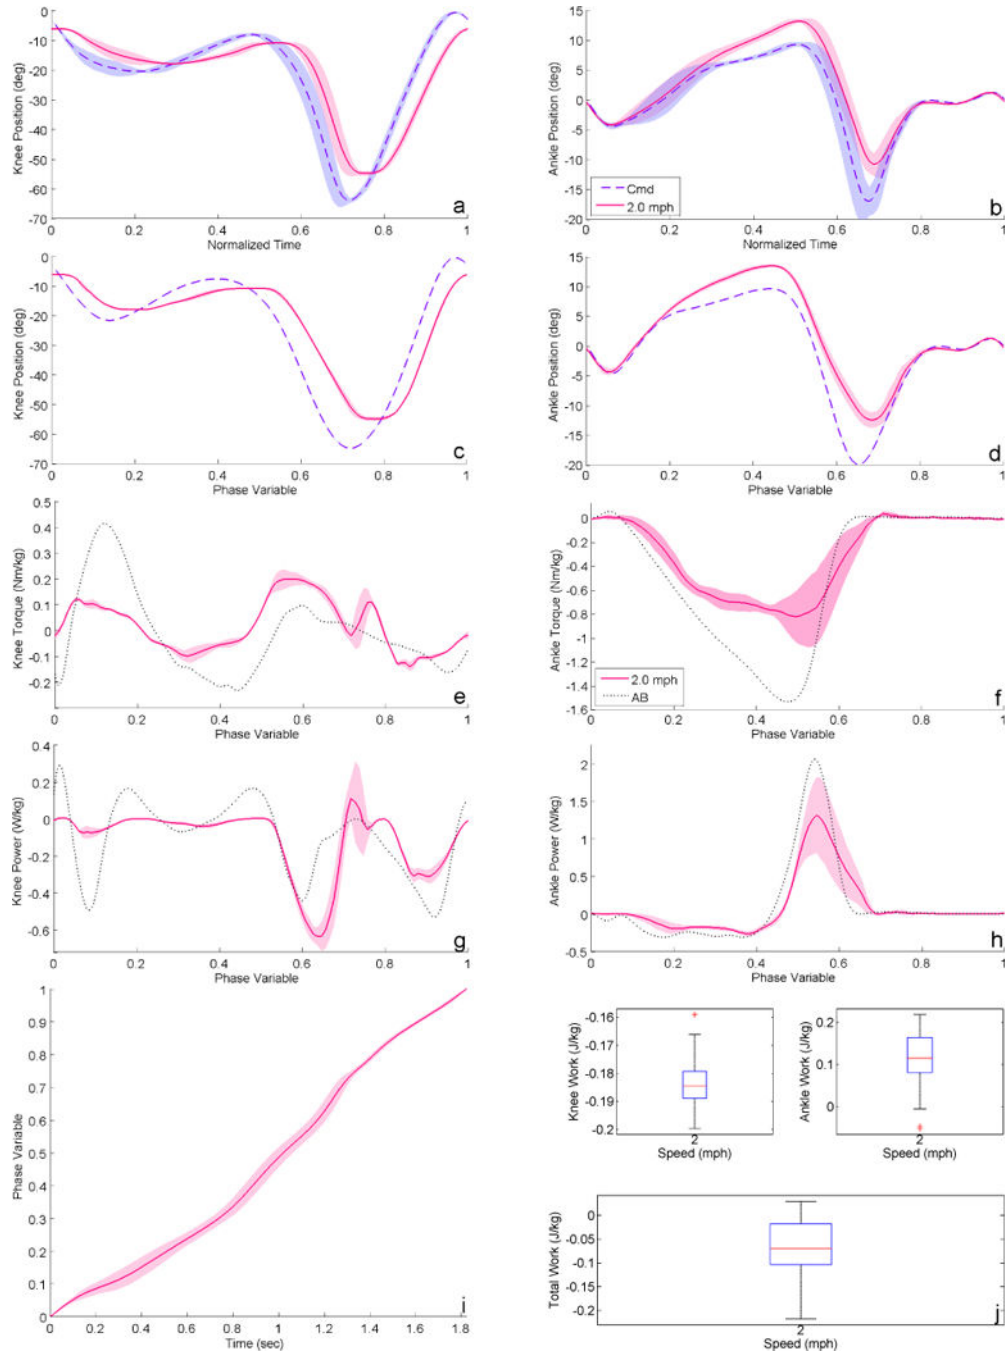 0
-10
-20
-30
-40
-50
-60
-70
Knee Position (deg)
0 0.2 0.4 0.6 0.8 1
Normalized Time
a
15
10
5
0
-5
-10
-15
-20
Ankle Position (deg)
Cmd
2.0 mph
0 0.2 0.4 0.6 0.8 1
Normalized Time
b
0
-10
-20
-30
-40
-50
-60
-70
Knee Position (deg)
0 0.2 0.4 0.6 0.8 1
Phase Variable
c
15
10
5
0
-5
-10
-15
-20
Ankle Position (deg)
0 0.2 0.4 0.6 0.8 1
Phase Variable
d
0.5
0.4
0.3
0.2
0.1
0
-0.1
-0.2
Knee Torque (Nm/kg)
0 0.2 0.4 0.6 0.8 1
Phase Variable
e
0
-0.2
-0.4
-0.6
-0.8
-1
-1.2
-1.4
-1.6
Ankle Torque (Nm/kg)
2.0 mph
AB
0 0.2 0.4 0.6 0.8 1
Phase Variable
f
0.4
0.2
0
-0.2
-0.4
-0.6
Knee Power (W/kg)
0 0.2 0.4 0.6 0.8 1
Phase Variable
g
2
1.5
1
0.5
0
-0.5
Ankle Power (W/kg)
0 0.2 0.4 0.6 0.8 1
Phase Variable
h
1
0.9
0.8
0.7
0.6
0.5
0.4
0.3
0.2
0.1
0
Phase Variable
0 0.2 0.4 0.6 0.8 1 1.2 1.4 1.6 1.8
Time (sec)
i
-0.16
-0.17
-0.18
-0.19
-0.2
Knee Work (J/kg)
2
Speed (mph)
0.2
0.1
0
Ankle Work (J/kg)
2
Speed (mph)
0
-0.05
-0.1
-0.15
-0.2
Total Work (J/kg)
2
Speed (mph)
j